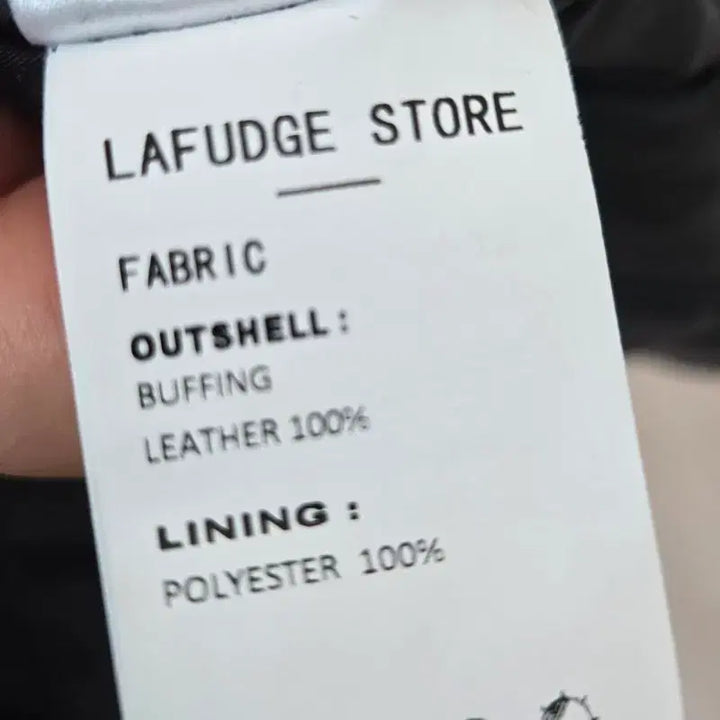 LAFUDGE STORE
FABRIC
OUTSHELL:
BUFFING
LEATHER 100%
LINING :
POLYESTER 100%